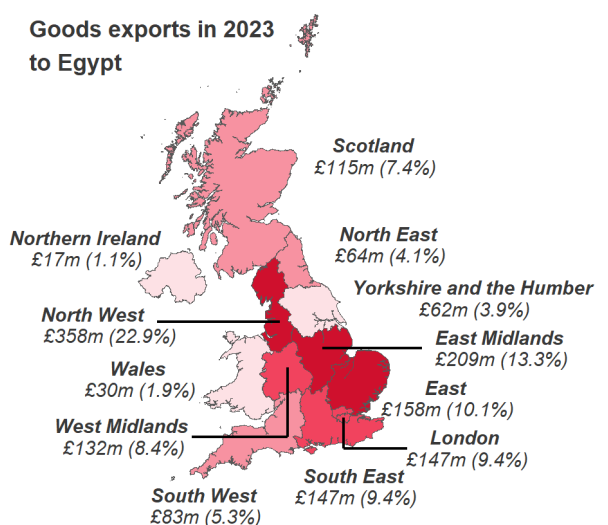 Goods exports in 2023
to Egypt
Scotland
£115m (7.4%)
Northern Ireland
£17m (1.1%)
North East
£64m (4.1%)
Yorkshire and the Humber
£62m (3.9%)
North West
£358m (22.9%)
East Midlands
£209m (13.3%)
Wales
£30m (1.9%)
East
£158m (10.1%)
West Midlands
£132m (8.4%)
London
£147m (9.4%)
South East
£147m (9.4%)
South West
£83m (5.3%)